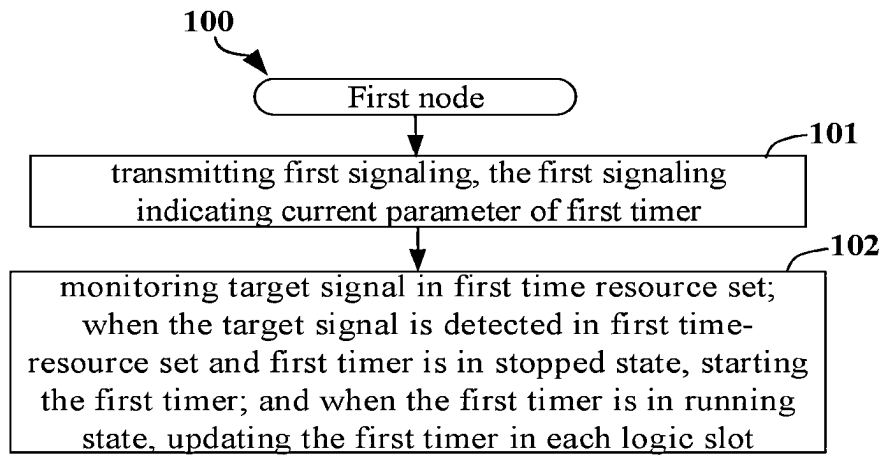 100
First node
101
transmitting first signaling, the first signaling
indicating current parameter of first timer
102
monitoring target signal in first time resource set;
when the target signal is detected in first time-
resource set and first timer is in stopped state, starting
the first timer; and when the first timer is in running
state, updating the first timer in each logic slot